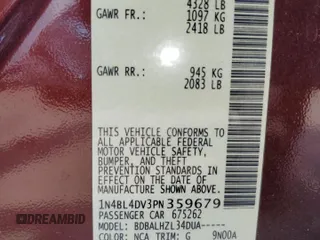 4328 LB
GAWR FR.: 1097 KG
2418 LB
GAWR RR.: 945 KG
2083 LB
THIS VEHICLE CONFORMS TO ALL
APPLICABLE U.S. FEDERAL
MOTOR VEHICLE SAFETY,
BUMPER, AND THEFT
PREVENTION STANDARDS IN
EFFECT ON THE DATE OF
MANUFACTURE SHOWN ABOVE.
1N4BL4DV3PN359679
PASSENGER CAR 675262
MODEL: BDBALHZL34DUA-----
COLOR: NCA TRIM: G 9N00A
DREAMBID